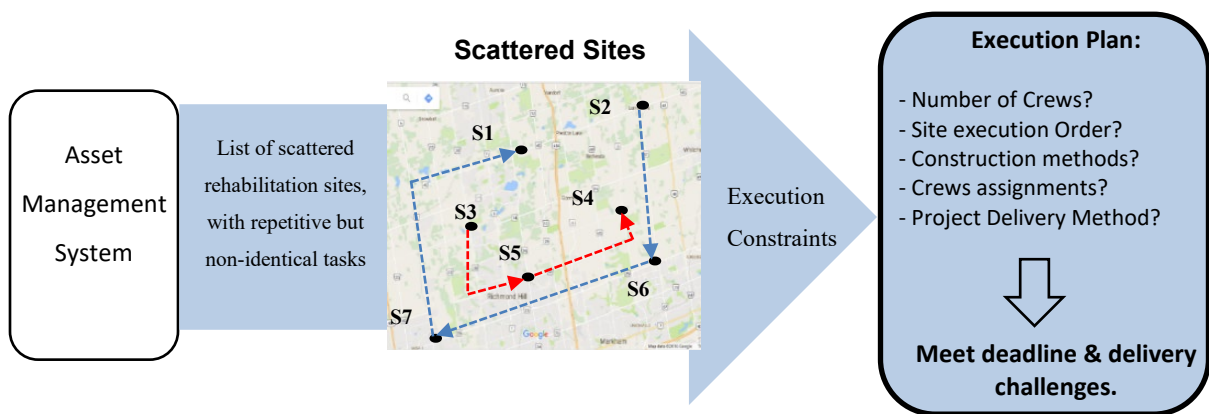 Asset
Management
System
List of scattered
rehabilitation sites,
with repetitive but
non-identical tasks
Scattered Sites
S2
S1
S4
S3
S5
S6
Richmond Hill
S7
Google
Markham
Execution
Constraints
Execution Plan:
- Number of Crews?
- Site execution Order?
- Construction methods?
- Crews assignments?
- Project Delivery Method?
Meet deadline & delivery
challenges.